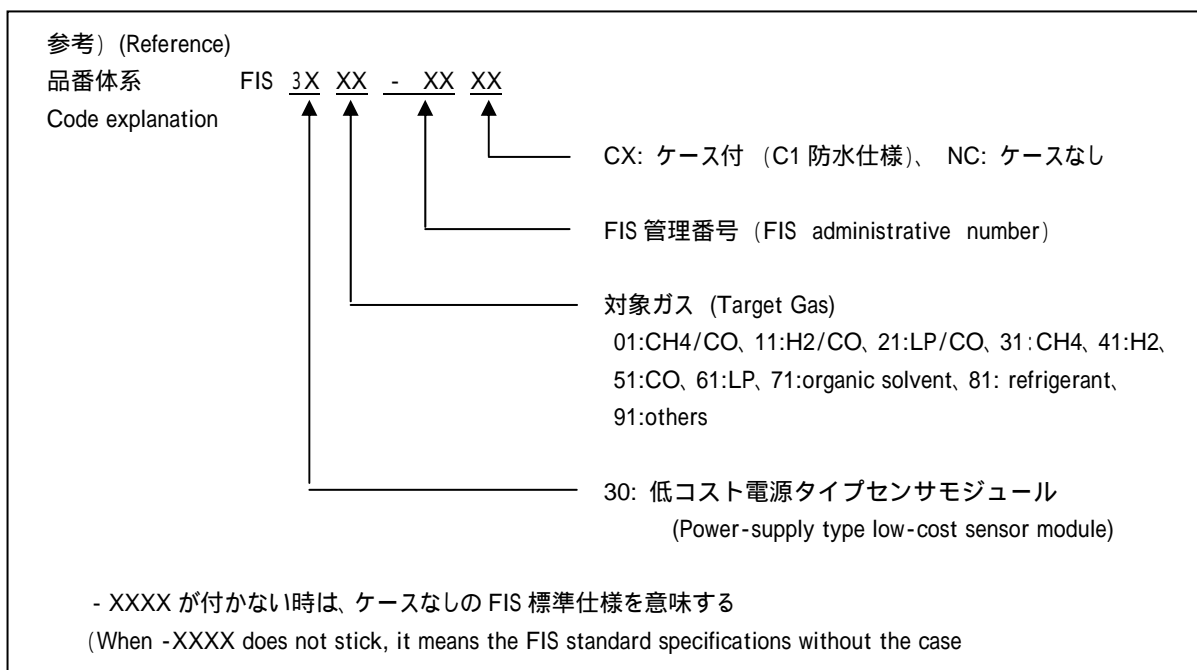 参考）(Reference)
品番体系 FIS 3X XX - XX XX
Code explanation
CX: ケース付 （C1 防水仕様）、 NC: ケースなし
FIS 管理番号（FIS administrative number）
対象ガス (Target Gas)
01:CH4/CO、11:H2/CO、21:LP/CO、31：CH4、41:H2、
51:CO、61:LP、71:organic solvent、81: refrigerant、
91:others
30: 低コスト電源タイプセンサモジュール
(Power-supply type low-cost sensor module)
- XXXX が付かない時は、ケースなしの FIS 標準仕様を意味する
(When -XXXX does not stick, it means the FIS standard specifications without the case